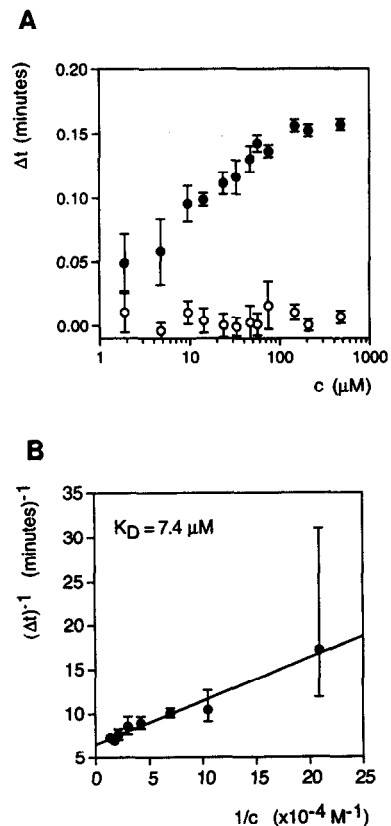 A
Δt (minutes)
0.20
0.15
0.10
0.05
0.00
1 10 100 1000
c (µM)
B
(Δt)⁻¹ (minutes)⁻¹
K_D = 7.4 µM
35
30
25
20
15
10
5
0 5 10 15 20 25
1/c (x10⁻⁴ M⁻¹)